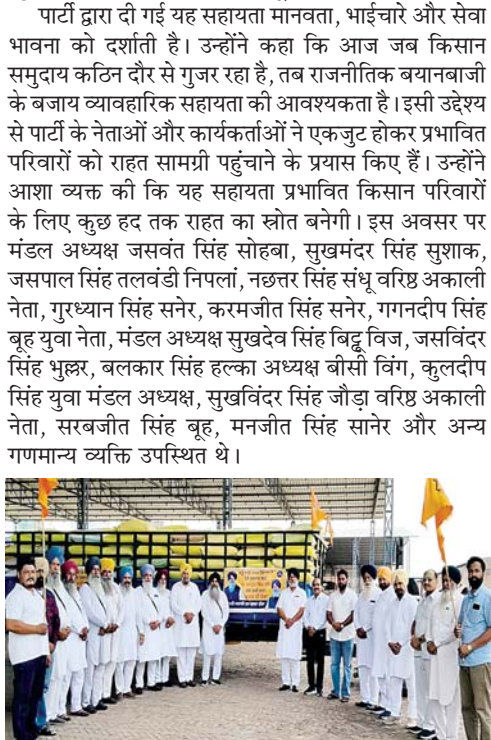 पार्टी द्वारा दी गई यह सहायता मानवता, भाईचारे और सेवा
भावना को दर्शाती है। उन्होंने कहा कि आज जब किसान
समुदाय कठिन दौर से गुजर रहा है, तब राजनीतिक बयानबाजी
के बजाय व्यावहारिक सहायता की आवश्यकता है। इसी उद्देश्य
से पार्टी के नेताओं और कार्यकर्ताओं ने एकजुट होकर प्रभावित
परिवारों को राहत सामग्री पहुंचाने के प्रयास किए हैं। उन्होंने
आशा व्यक्त की कि यह सहायता प्रभावित किसान परिवारों
के लिए कुछ हद तक राहत का स्रोत बनेगी। इस अवसर पर
मंडल अध्यक्ष जसवंत सिंह सोहबा, सुखमंदर सिंह सुशाक,
जसपाल सिंह तलवंडी निपलां, नछत्तर सिंह संधू वरिष्ठ अकाली
नेता, गुरध्यान सिंह सनेर, करमजीत सिंह सनेर, गगनदीप सिंह
बूह युवा नेता, मंडल अध्यक्ष सुखदेव सिंह बिट्टू विज, जसविंदर
सिंह भुल्लर, बलकार सिंह हल्का अध्यक्ष बीसी विंग, कुलदीप
सिंह युवा मंडल अध्यक्ष, सुखविंदर सिंह जौड़ा वरिष्ठ अकाली
नेता, सरबजीत सिंह बूह, मनजीत सिंह सानेर और अन्य
गणमान्य व्यक्ति उपस्थित थे।